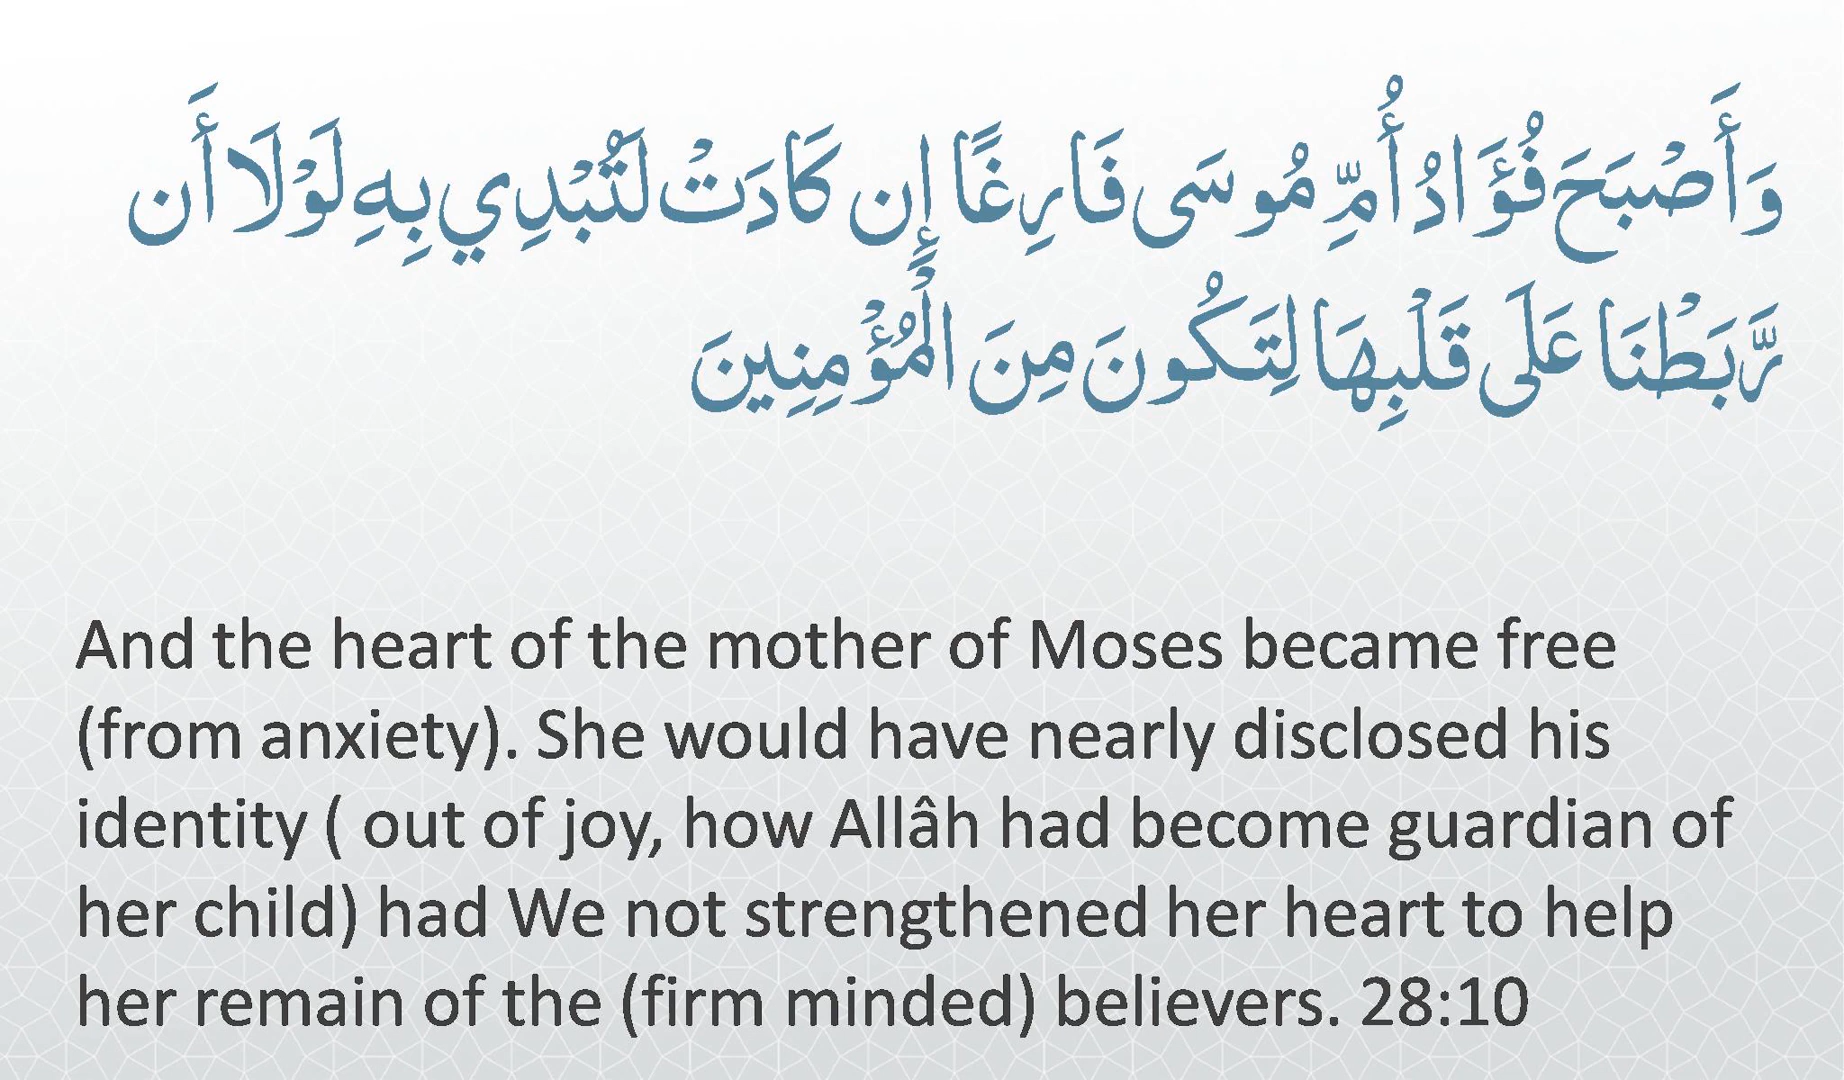 وَأَصْبَحَ فُؤَادُ أُمِّ مُوسَى فَارِغًا إِن كَادَتْ لَتُبْدِي بِهِ لَوْلَا أَن
رَّبَطْنَا عَلَى قَلْبِهَا لِتَكُونَ مِنَ الْمُؤْمِنِينَ
And the heart of the mother of Moses became free
(from anxiety). She would have nearly disclosed his
identity ( out of joy, how Allâh had become guardian of
her child) had We not strengthened her heart to help
her remain of the (firm minded) believers. 28:10